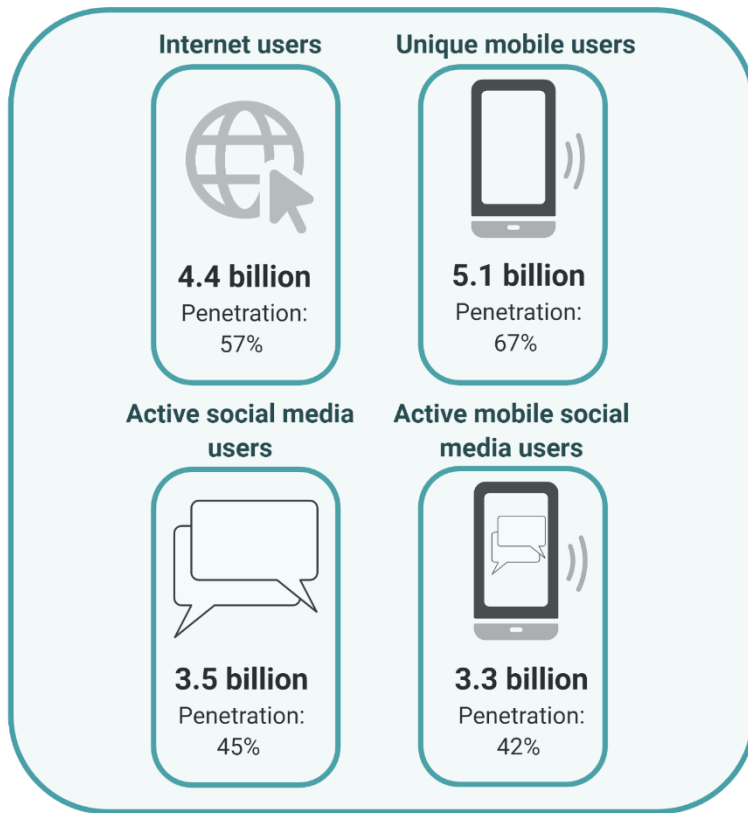 Internet users
4.4 billion
Penetration:
57%
Unique mobile users
5.1 billion
Penetration:
67%
Active social media
users
3.5 billion
Penetration:
45%
Active mobile social
media users
3.3 billion
Penetration:
42%